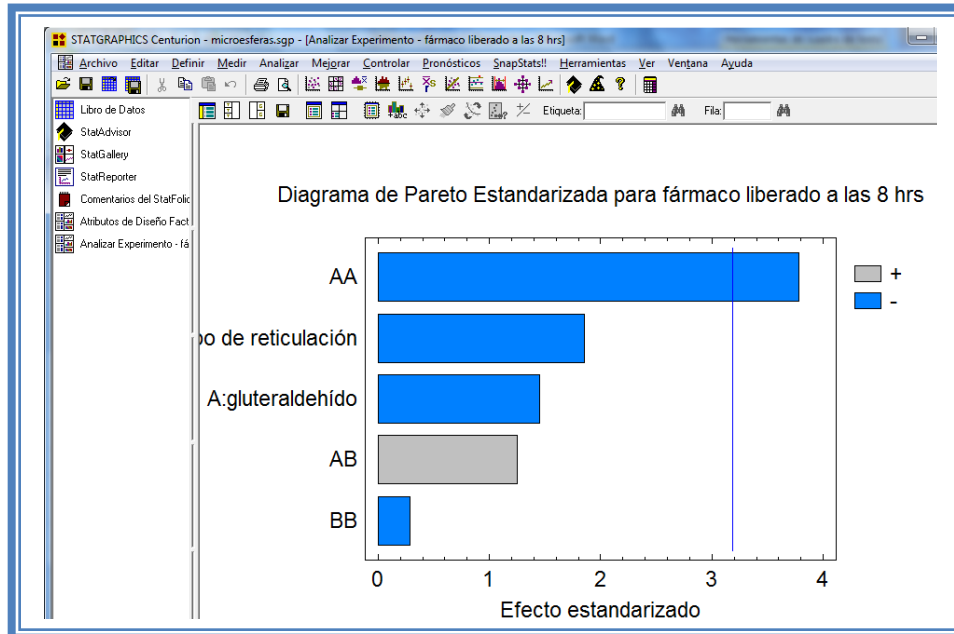 STATGRAPHICS Centurion - microesferas.sgp - [Analizar Experimento - fármaco liberado a las 8 hrs]
Archivo Editar Definir Medir Analizar Mejorar Controlar Pronósticos SnapStats!! Herramientas Ver Ventana Ayuda
Etiqueta: Fila:
Libro de Datos
StatAdvisor
StatGallery
StatReporter
Comentarios del StatFolic
Atributos de Diseño Fact
Analizar Experimento - fá
Diagrama de Pareto Estandarizada para fármaco liberado a las 8 hrs
AA
po de reticulación
A:gluteraldehído
AB
BB
+
-
0 1 2 3 4
Efecto estandarizado